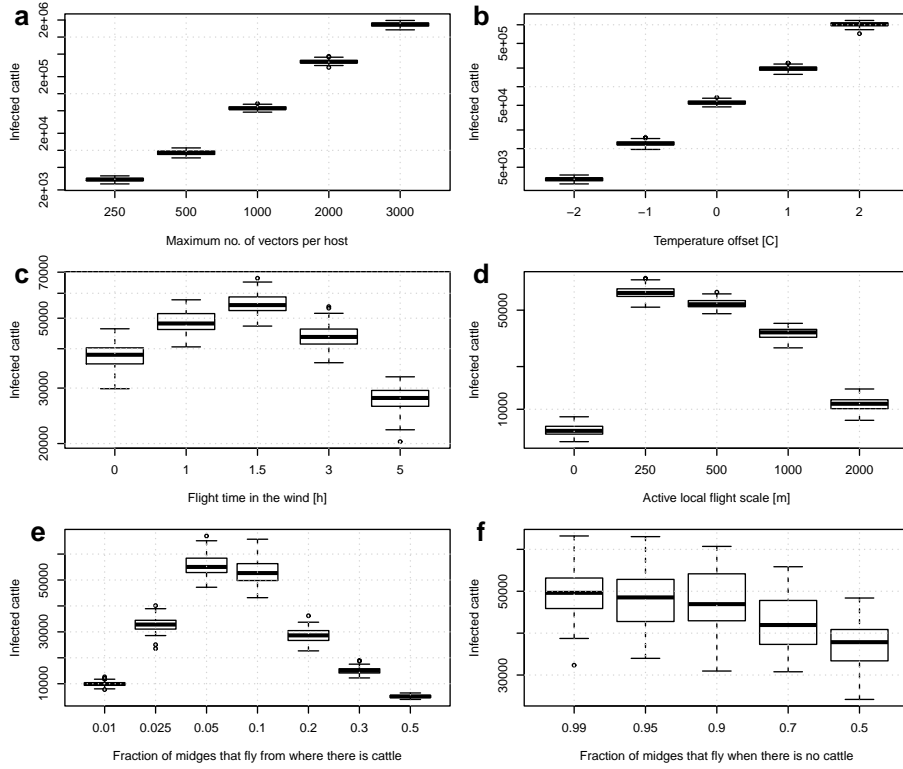 a
Infected cattle
2e+03 2e+04 2e+05 2e+06
250 500 1000 2000 3000
Maximum no. of vectors per host
b
Infected cattle
5e+03 5e+04 5e+05
−2 −1 0 1 2
Temperature offset [C]
c
Infected cattle
20000 30000 50000 70000
0 1 1.5 3 5
Flight time in the wind [h]
d
Infected cattle
10000 50000
0 250 500 1000 2000
Active local flight scale [m]
e
Infected cattle
10000 30000 50000
0.01 0.025 0.05 0.1 0.2 0.3 0.5
Fraction of midges that fly from where there is cattle
f
Infected cattle
30000 50000
0.99 0.95 0.9 0.7 0.5
Fraction of midges that fly when there is no cattle